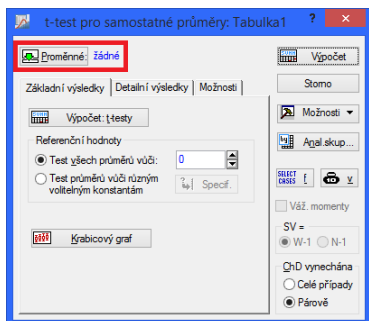 t-test pro samostatné průměry: Tabulka1 ? ×
Proměnné: žádné
Výpočet
Základní výsledky Detailní výsledky Možnosti
Storno
Výpočet: t-testy
Možnosti
Referenční hodnoty
Anal.skup...
Test všech průměrů vůči: 0
Test průměrů vůči různým
volitelným konstantám
Specif.
SELECT
CASES
v
Váž. momenty
SV =
W-1 N-1
Krabicový graf
ChD vynechána
Celé případy
Párově